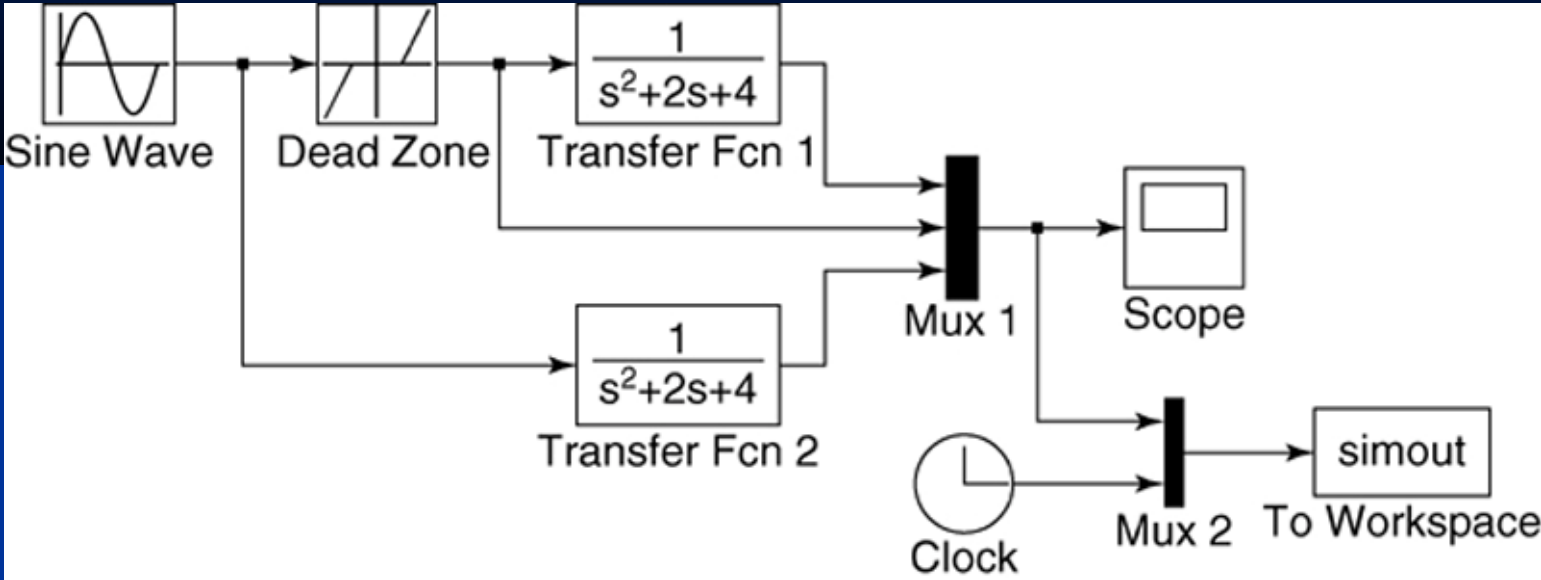 1
s²+2s+4
Sine Wave
Dead Zone
Transfer Fcn 1
Mux 1
Scope
1
s²+2s+4
Transfer Fcn 2
simout
Clock
Mux 2
To Workspace